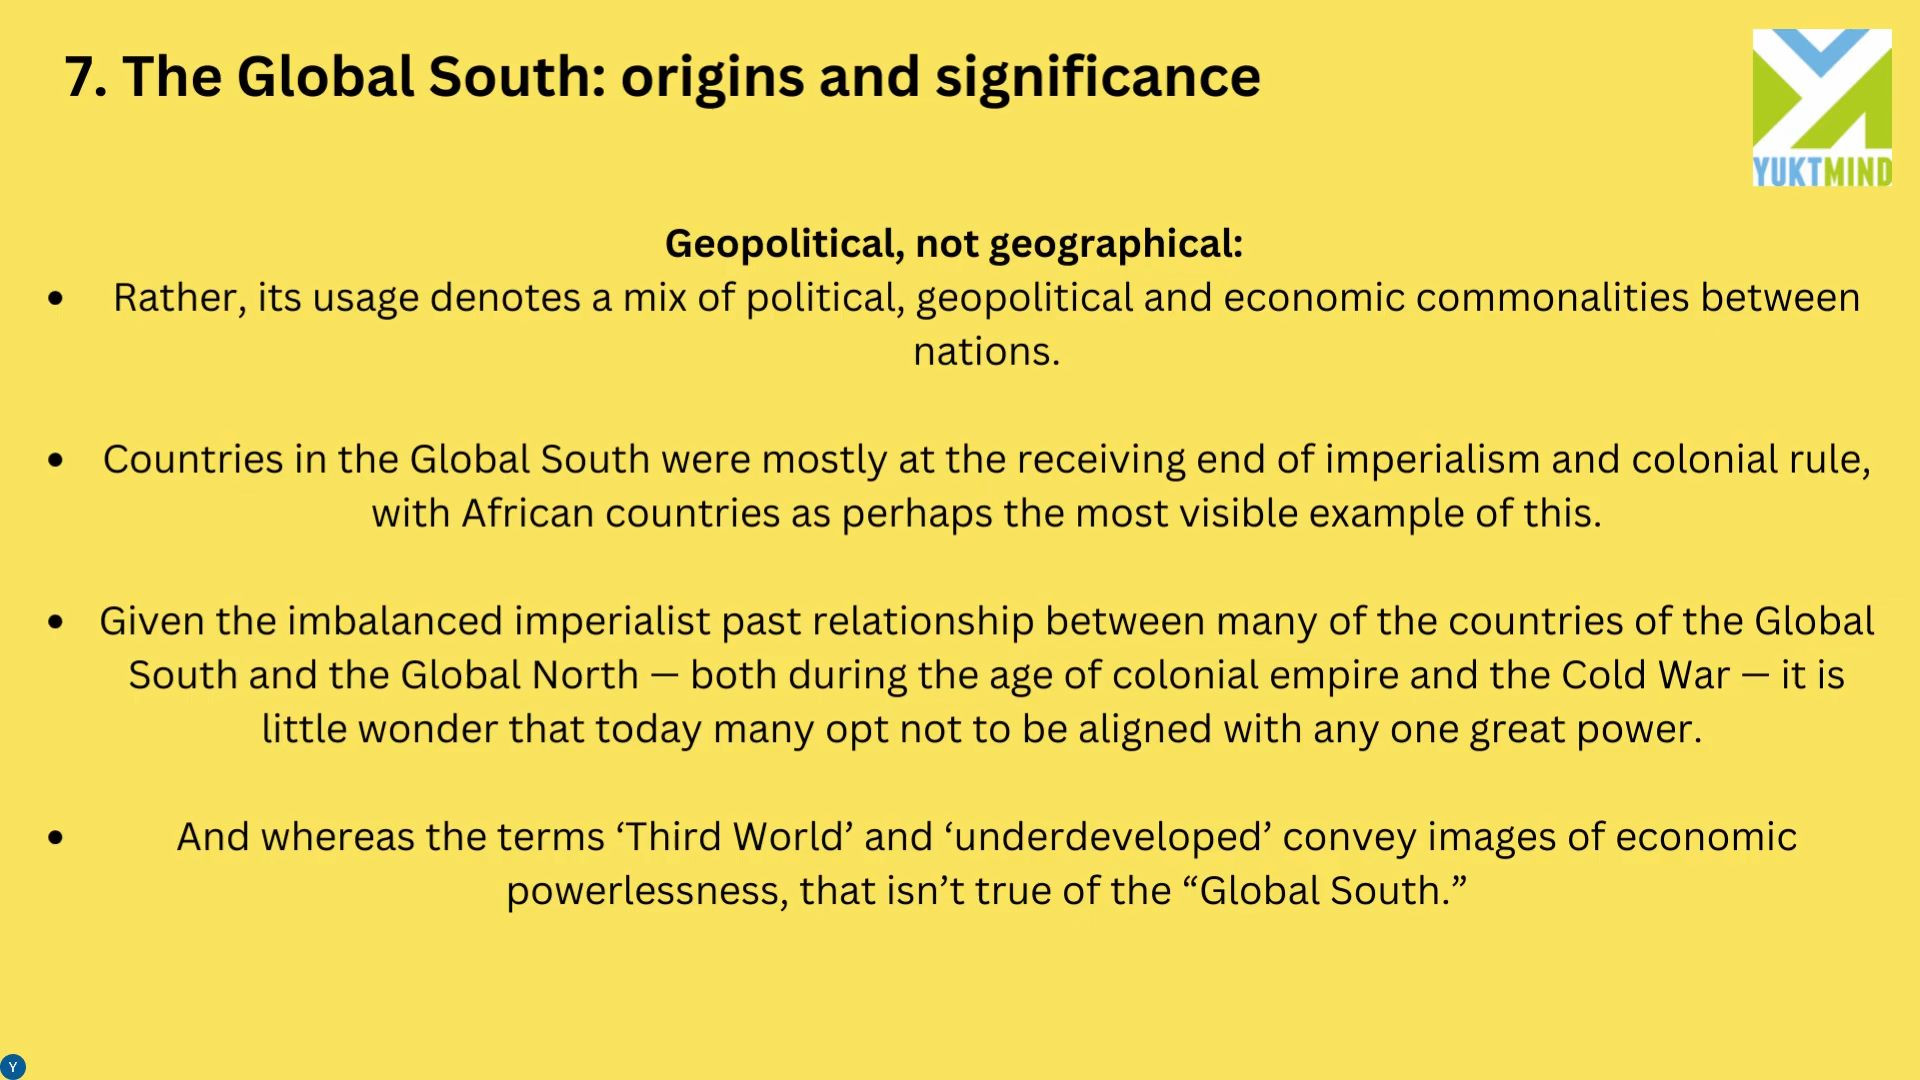 7. The Global South: origins and significance
YUKTMIND
Geopolitical, not geographical:
• Rather, its usage denotes a mix of political, geopolitical and economic commonalities between
nations.
• Countries in the Global South were mostly at the receiving end of imperialism and colonial rule,
with African countries as perhaps the most visible example of this.
• Given the imbalanced imperialist past relationship between many of the countries of the Global
South and the Global North — both during the age of colonial empire and the Cold War — it is
little wonder that today many opt not to be aligned with any one great power.
• And whereas the terms ‘Third World’ and ‘underdeveloped’ convey images of economic
powerlessness, that isn’t true of the “Global South.”
Y